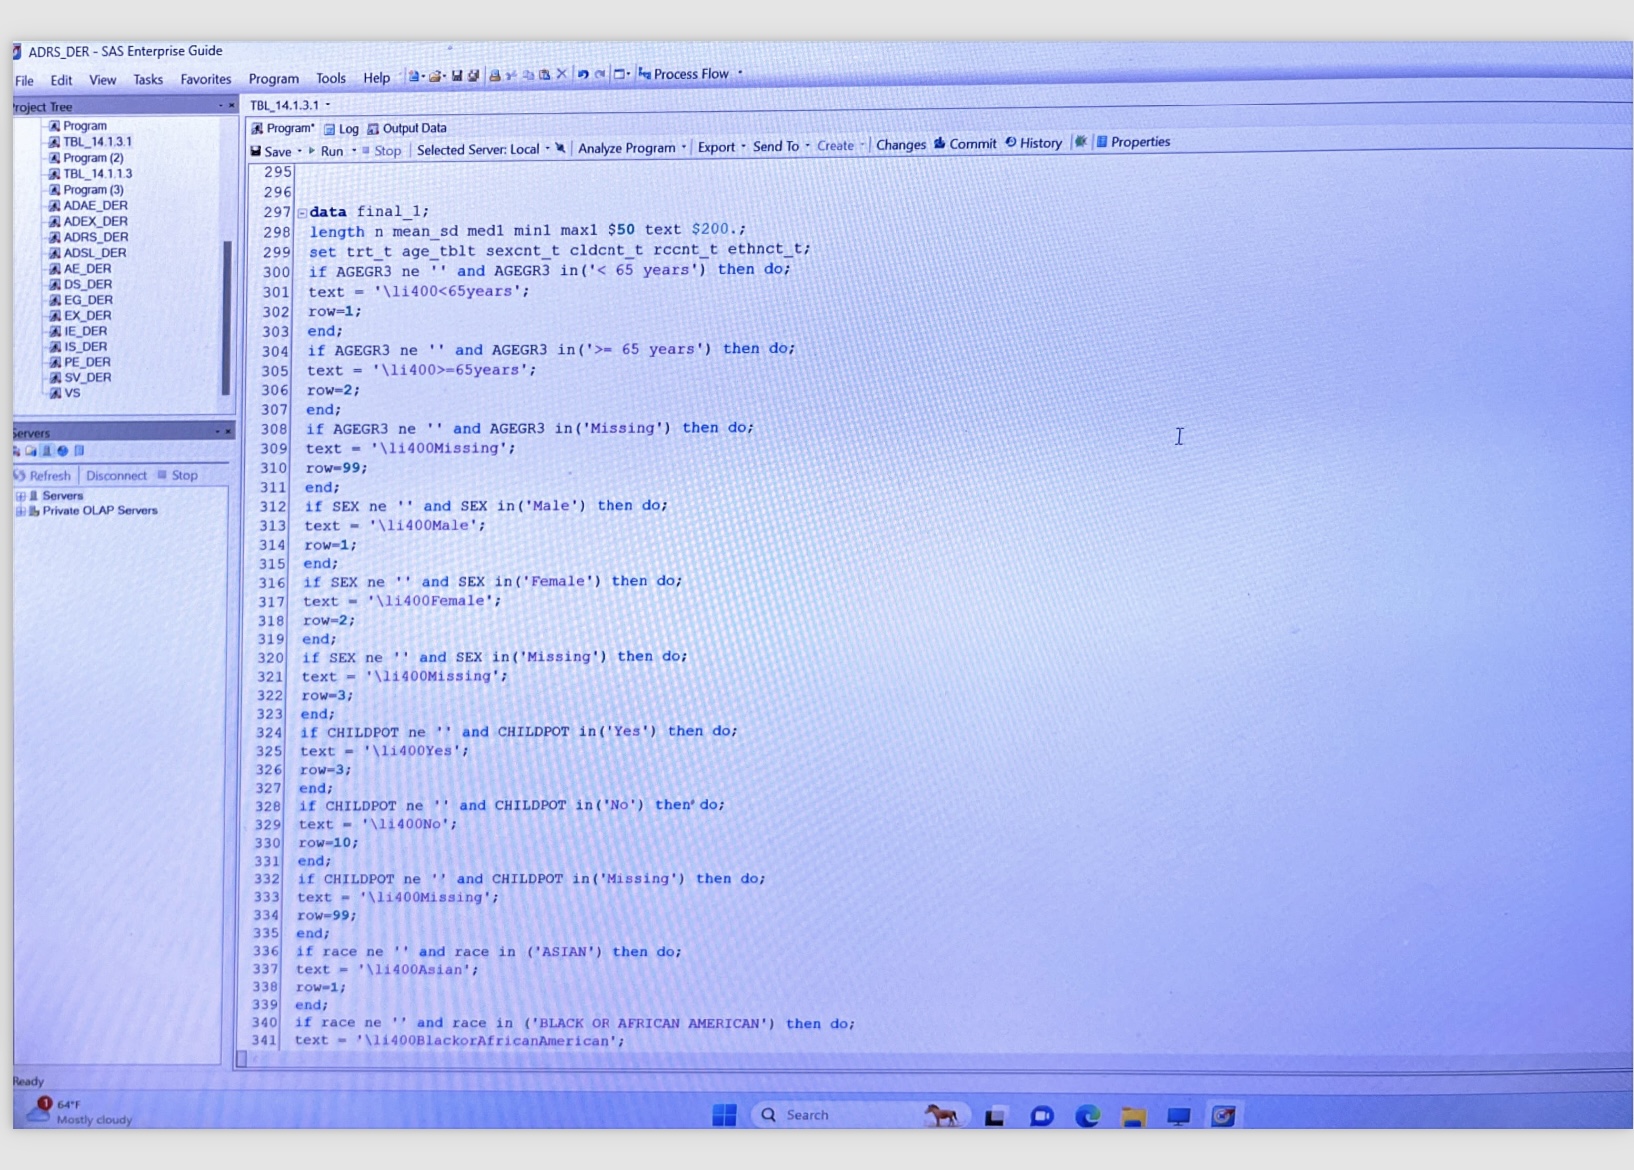 ADRS_DER - SAS Enterprise Guide
File Edit View Tasks Favorites Program Tools Help Process Flow
Project Tree
TBL_14.1.3.1
Program
TBL_14.1.3.1
Program (2)
TBL_14.1.1.3
Program (3)
ADAE_DER
ADEX_DER
ADRS_DER
ADSL_DER
AE_DER
DS_DER
EG_DER
EX_DER
IE_DER
IS_DER
PE_DER
SV_DER
VS
Servers
Refresh Disconnect Stop
Servers
Private OLAP Servers
Program* Log Output Data
Save Run Stop Selected Server: Local Analyze Program Export Send To Create Changes Commit History Properties
295
296
297 data final_1;
298 length n mean_sd med1 min1 max1 $50 text $200.;
299 set trt_t age_tblt sexcnt_t cldcnt_t rccnt_t ethnct_t;
300 if AGEGR3 ne '' and AGEGR3 in('< 65 years') then do;
301 text = '\li400<65years';
302 row=1;
303 end;
304 if AGEGR3 ne '' and AGEGR3 in('>= 65 years') then do;
305 text = '\li400>=65years';
306 row=2;
307 end;
308 if AGEGR3 ne '' and AGEGR3 in('Missing') then do;
309 text = '\li400Missing';
310 row=99;
311 end;
312 if SEX ne '' and SEX in('Male') then do;
313 text = '\li400Male';
314 row=1;
315 end;
316 if SEX ne '' and SEX in('Female') then do;
317 text = '\li400Female';
318 row=2;
319 end;
320 if SEX ne '' and SEX in('Missing') then do;
321 text = '\li400Missing';
322 row=3;
323 end;
324 if CHILDPOT ne '' and CHILDPOT in('Yes') then do;
325 text = '\li400Yes';
326 row=3;
327 end;
328 if CHILDPOT ne '' and CHILDPOT in('No') then do;
329 text = '\li400No';
330 row=10;
331 end;
332 if CHILDPOT ne '' and CHILDPOT in('Missing') then do;
333 text = '\li400Missing';
334 row=99;
335 end;
336 if race ne '' and race in ('ASIAN') then do;
337 text = '\li400Asian';
338 row=1;
339 end;
340 if race ne '' and race in ('BLACK OR AFRICAN AMERICAN') then do;
341 text = '\li400BlackorAfricanAmerican';
Ready
1
64°F
Mostly cloudy
Search